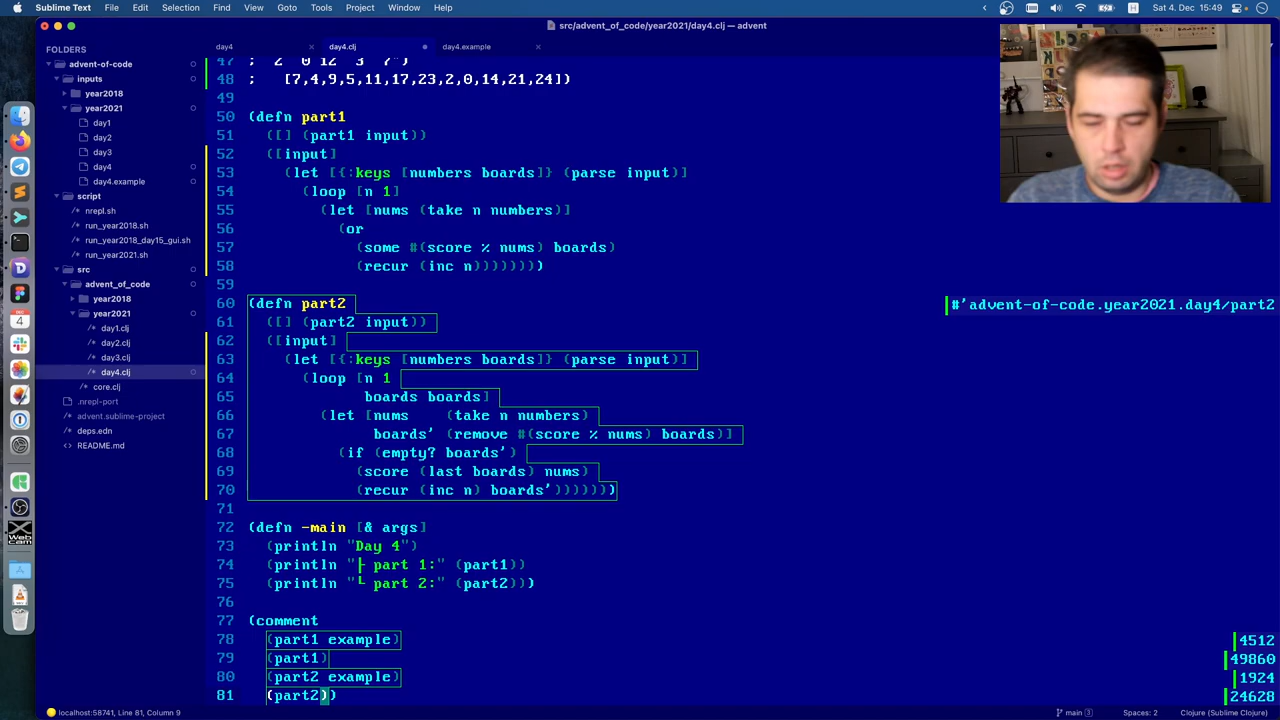 Sublime Text File Edit Selection Find View Goto Tools Project Window Help
Sat 4. Dec 15:49
src/advent_of_code/year2021/day4.clj — advent
FOLDERS
advent-of-code
inputs
year2018
year2021
day1
day2
day3
day4
day4.example
script
nrepl.sh
run_year2018.sh
run_year2018_day15_gui.sh
run_year2021.sh
src
advent_of_code
year2018
year2021
day1.clj
day2.clj
day3.clj
day4.clj
core.clj
.nrepl-port
advent.sublime-project
deps.edn
README.md
day4 day4.clj day4.example
47 ; 2 0 12 3 7")
48 ; [7,4,9,5,11,17,23,2,0,14,21,24])
49
50 (defn part1
51 ([] (part1 input))
52 ([input]
53 (let [{:keys [numbers boards]} (parse input)]
54 (loop [n 1]
55 (let [nums (take n numbers)]
56 (or
57 (some #(score % nums) boards)
58 (recur (inc n))))))))
59
60 (defn part2 #'advent-of-code.year2021.day4/part2
61 ([] (part2 input))
62 ([input]
63 (let [{:keys [numbers boards]} (parse input)]
64 (loop [n 1
65 boards boards]
66 (let [nums (take n numbers)
67 boards' (remove #(score % nums) boards)]
68 (if (empty? boards')
69 (score (last boards) nums)
70 (recur (inc n) boards')))))))
71
72 (defn -main [& args]
73 (println "Day 4")
74 (println "├ part 1:" (part1))
75 (println "└ part 2:" (part2)))
76
77 (comment
78 (part1 example) 4512
79 (part1) 49860
80 (part2 example) 1924
81 (part2)) 24628
DEC
4
Web
Cam
localhost:58741, Line 81, Column 9
main 3
Spaces: 2
Clojure (Sublime Clojure)